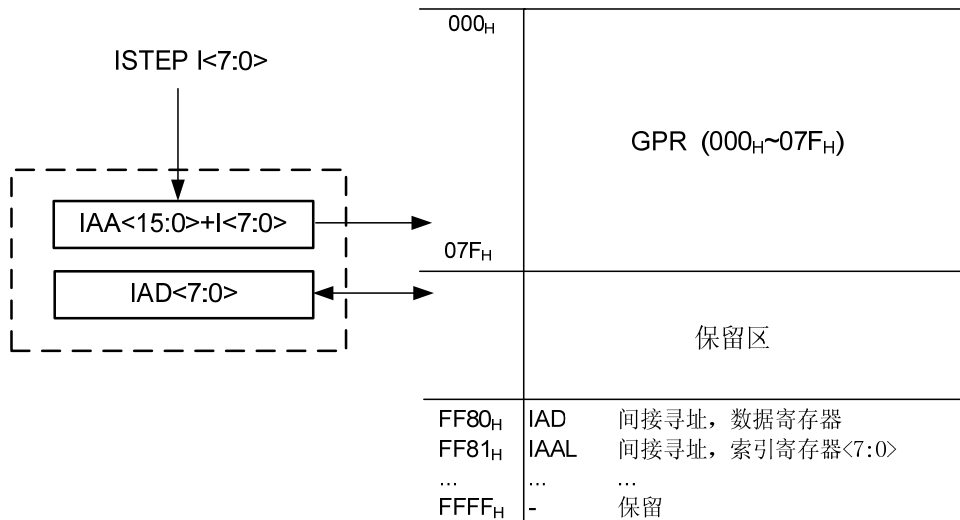 ISTEP I<7:0>
IAA<15:0>+I<7:0>
IAD<7:0>
000H
GPR (000H~07FH)
07FH
保留区
FF80H IAD 间接寻址，数据寄存器
FF81H IAAL 间接寻址，索引寄存器<7:0>
... ... ...
FFFFH - 保留